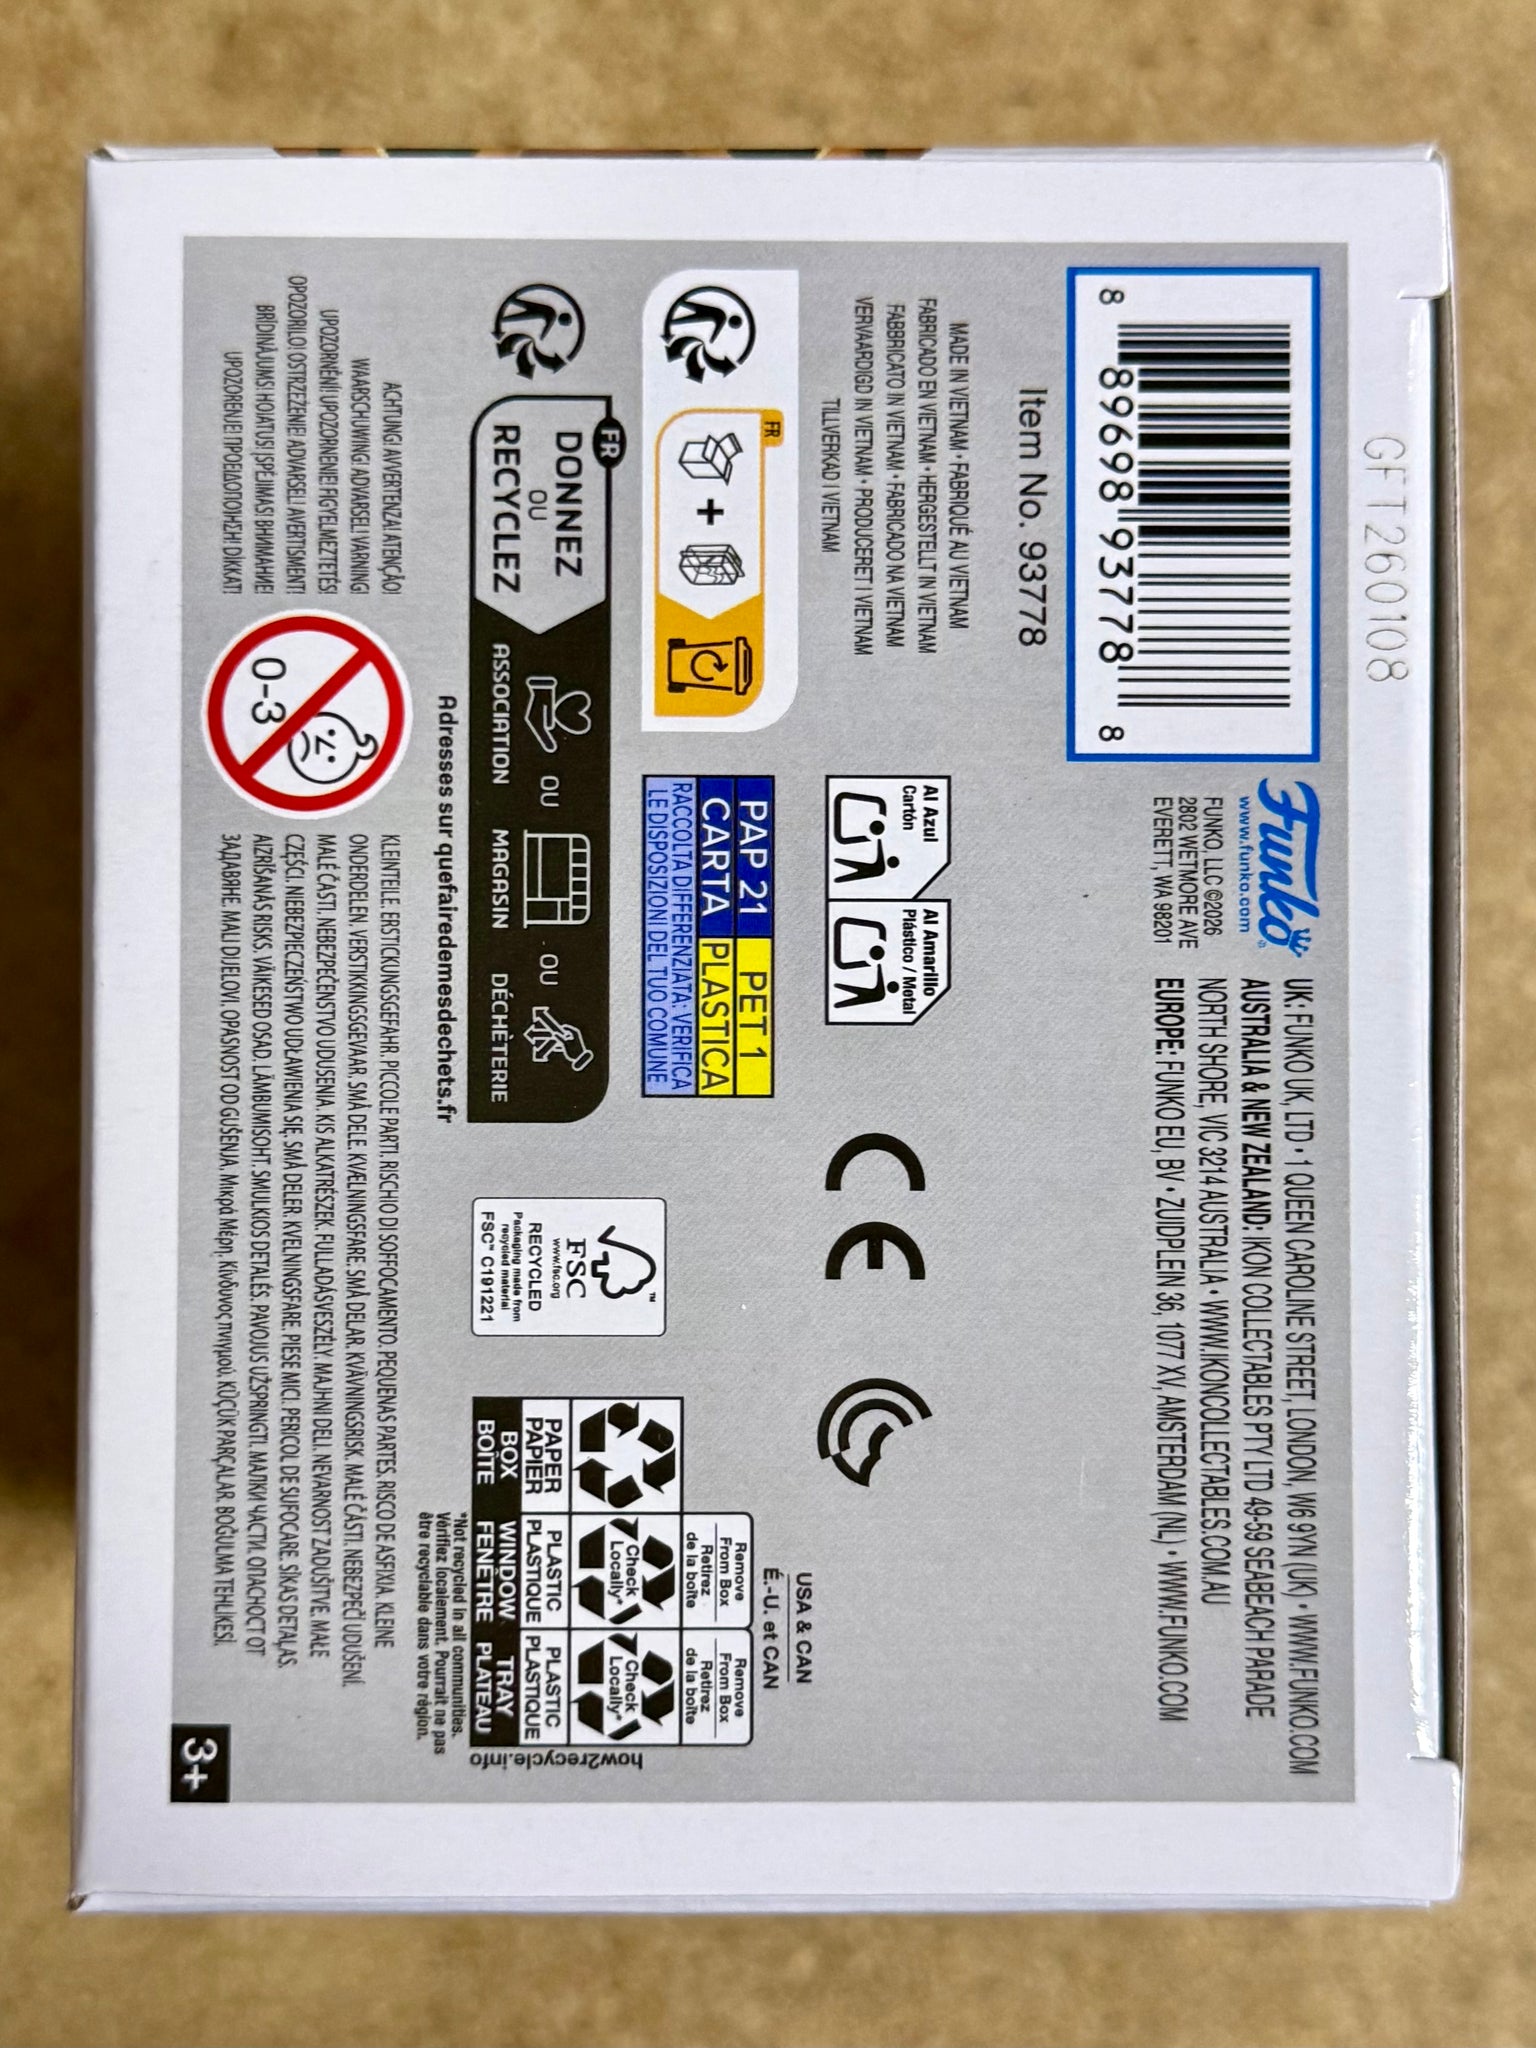 GFT260108
8 89698 93778 8
Item No. 93778
Funko
www.funko.com
FUNKO, LLC ©2026
2802 WETMORE AVE
EVERETT, WA 98201
UK: FUNKO UK, LTD • 1 QUEEN CAROLINE STREET, LONDON, W6 9YN (UK) • WWW.FUNKO.COM
AUSTRALIA & NEW ZEALAND: IKON COLLECTABLES PTY LTD 49-59 SEABEACH PARADE
NORTH SHORE, VIC 3214 AUSTRALIA • WWW.IKONCOLLECTABLES.COM.AU
EUROPE: FUNKO EU, BV • ZUIDPLEIN 36, 1077 XV, AMSTERDAM (NL) • WWW.FUNKO.COM
MADE IN VIETNAM • FABRIQUÉ AU VIETNAM
FABRICADO EN VIETNAM • HERGESTELLT IN VIETNAM
FABBRICATO IN VIETNAM • FABRICADO NA VIETNAM
VERVAARDIGD IN VIETNAM • PRODUCERET I VIETNAM
TILLVERKAD I VIETNAM
Al Azul
Cartón
Al Amarillo
Plástico / Metal
CE
FR
+
PAP 21
CARTA
PET 1
PLASTICA
RACCOLTA DIFFERENZIATA: VERIFICA
LE DISPOSIZIONI DEL TUO COMUNE
FR
DONNEZ
OU
RECYCLEZ
ASSOCIATION
OU
MAGASIN
OU
DÉCHÈTERIE
Adresses sur quefairedemesdechets.fr
™
FSC
www.fsc.org
RECYCLED
Packaging made from
recycled material
FSC™ C191221
USA & CAN
É.-U. et CAN
Remove
From Box
Retirez
de la boîte
Remove
From Box
Retirez
de la boîte
Check
Locally*
Check
Locally*
PAPER
PAPIER
PLASTIC
PLASTIQUE
PLASTIC
PLASTIQUE
BOX
BOÎTE
WINDOW
FENÊTRE
TRAY
PLATEAU
how2recycle.info
*Not recycled in all communities.
Vérifiez localement. Pourrait ne pas
être recyclable dans votre région.
ACHTUNG! AVVERTENZA! ATENÇÃO!
WAARSCHUWING! ADVARSEL! VARNING!
UPOZORNĚNÍ! UPOZORNENIE! FIGYELMEZTETÉS!
OPOZORILO! OSTRZEŻENIE! ADVARSEL! AVERTISMENT!
BRĪDINĀJUMS! HOIATUS! ĮSPĖJIMAS! ВНИМАНИЕ!
UPOZORENJE! ΠΡΟΕΙΔΟΠΟΙΗΣΗ! DİKKAT!
0-3
KLEINTEILE. ERSTICKUNGSGEFAHR. PICCOLE PARTI. RISCHIO DI SOFFOCAMENTO. PEQUENAS PARTES. RISCO DE ASFIXIA. KLEINE
ONDERDELEN. VERSTIKKINGSGEVAAR. SMÅ DELE. KVÆLNINGSFARE. SMÅ DELAR. KVÄVNINGSRISK. MALÉ ČÁSTI. NEBEZPEČÍ UDUŠENÍ.
MALÉ ČASTI. NEBEZPEČENSTVO UDUSENIA. KIS ALKATRÉSZEK. FULLADÁSVESZÉLY. MAJHNI DELI. NEVARNOST ZADUŠITVE. MAŁE
CZĘŚCI. NIEBEZPIECZEŃSTWO UDŁAWIENIA SIĘ. SMÅ DELER. KVELNINGSFARE. PIESE MICI. PERICOL DE SUFOCARE. SĪKAS DETAĻAS.
AIZRĪŠANĀS RISKS. VÄIKESED OSAD. LÄMBUMISOHT. SMULKIOS DETALĖS. PAVOJUS UŽSPRINGTI. МАЛКИ ЧАСТИ. ОПАСНОСТ ОТ
ЗАДАВЯНЕ. MALI DIJELOVI. OPASNOST OD GUŠENJA. Μικρά Μέρη. Κίνδυνος πνιγμού. KÜÇÜK PARÇALAR. BOĞULMA TEHLİKESİ.
3+